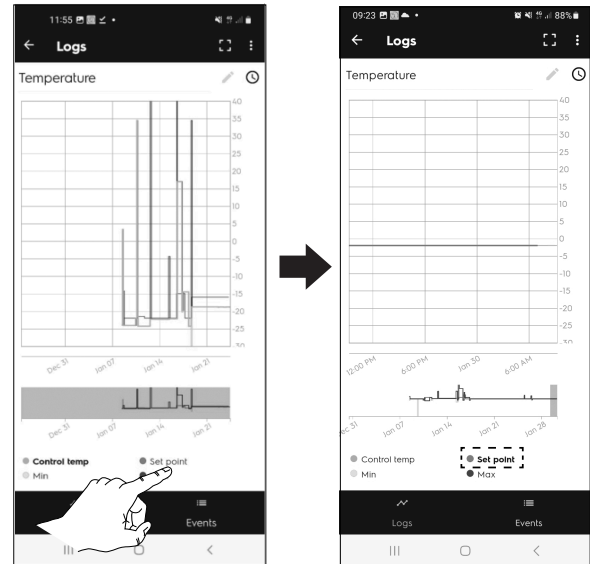 11:55
Logs
Temperature
40
35
30
25
20
15
10
5
0
-5
-10
-15
-20
-25
-30
Dec 31 Jan 07 Jan 14 Jan 21
Dec 31 Jan 07 Jan 14 Jan 21
Control temp Set point
Min
Events
09:23 88%
Logs
Temperature
40
35
30
25
20
15
10
5
0
-5
-10
-15
-20
-25
-30
12:00 PM 6:00 PM Jan 30 6:00 AM
Jan 07 Jan 14 Jan 21 Jan 28
Control temp Set point
Min Max
Logs Events